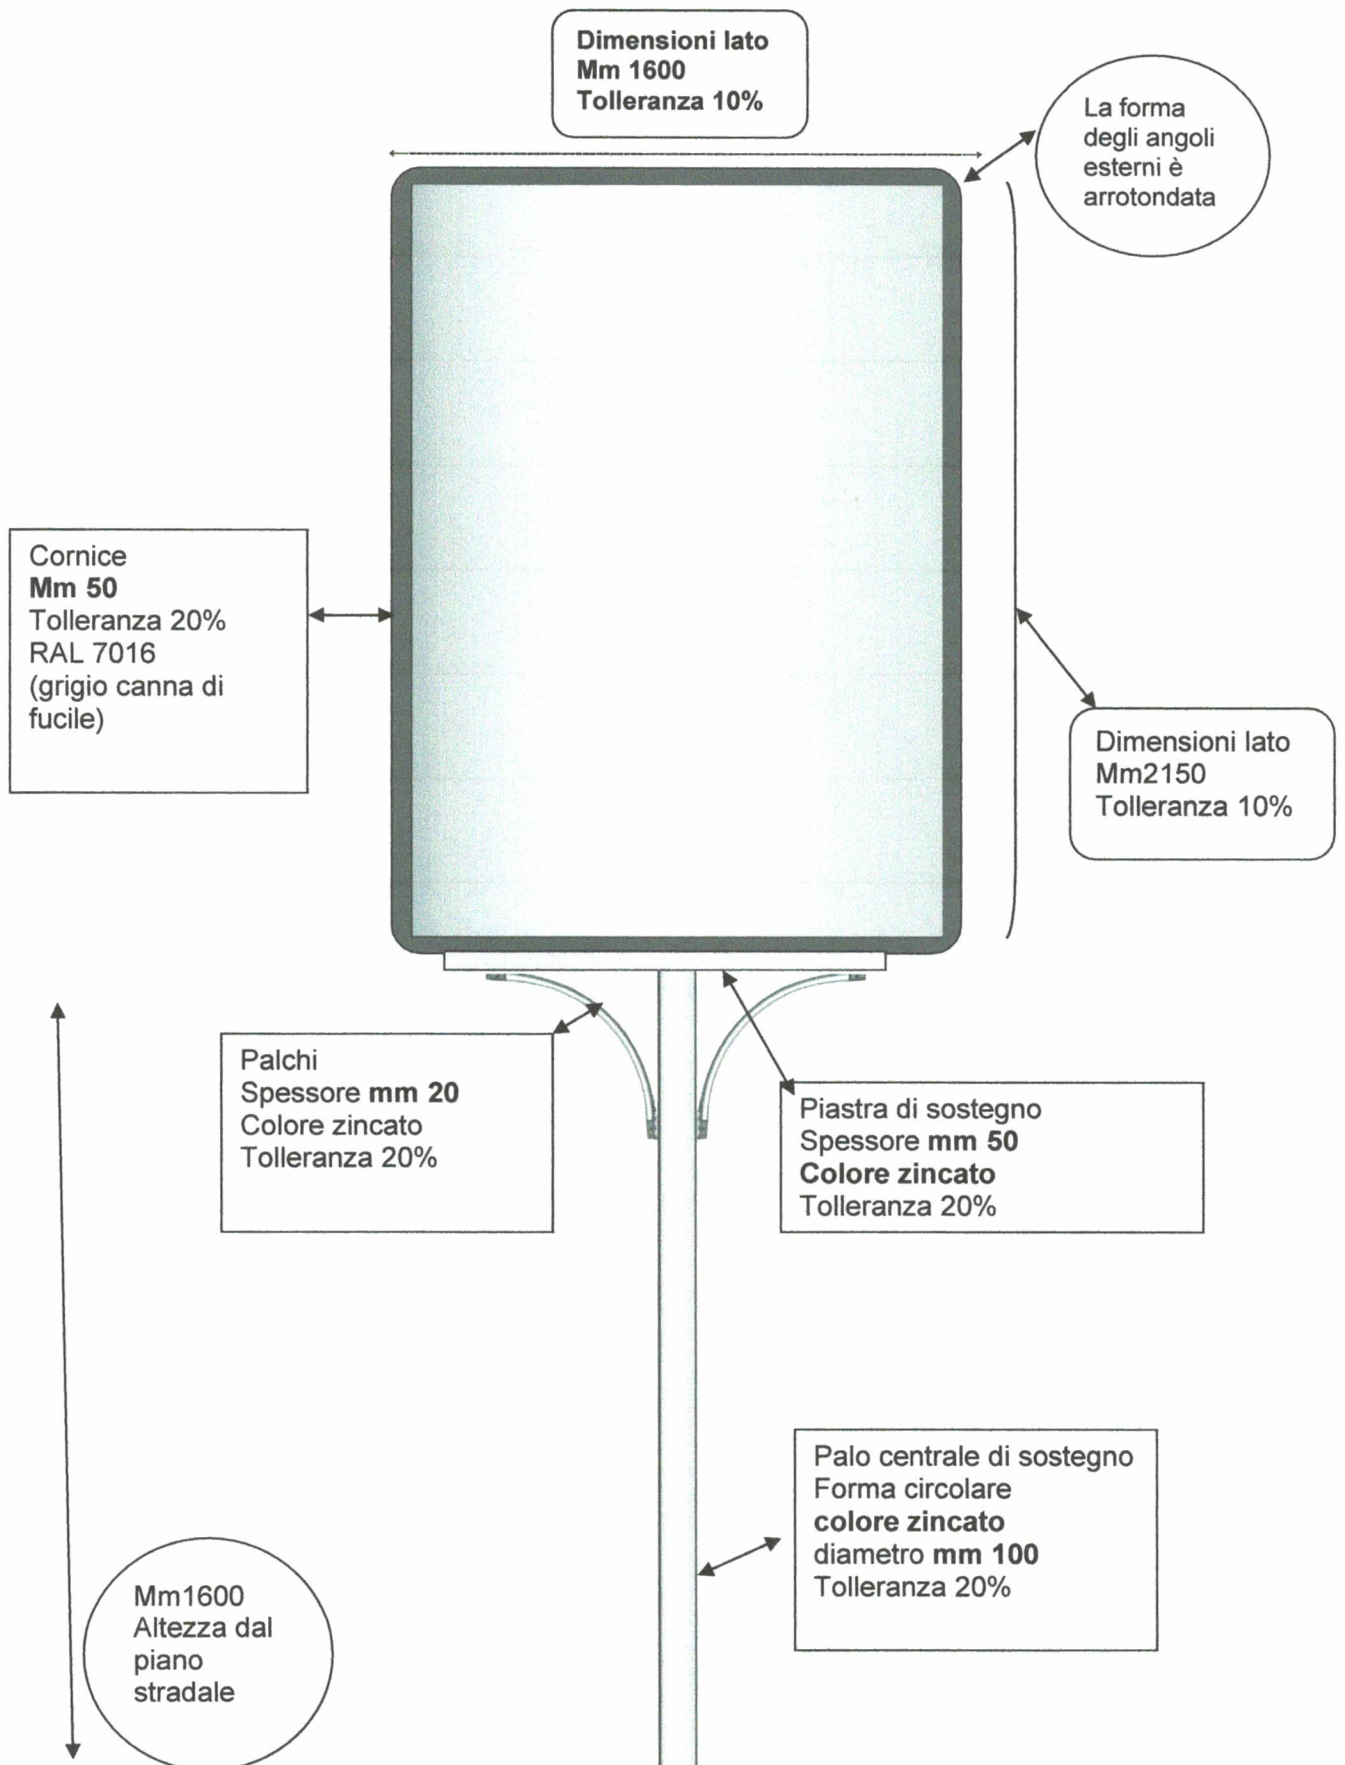 Dimensioni lato
Mm 1600
Tolleranza 10%
La forma
degli angoli
esterni è
arrotondata
Cornice
Mm 50
Tolleranza 20%
RAL 7016
(grigio canna di
fucile)
Dimensioni lato
Mm2150
Tolleranza 10%
Palchi
Spessore mm 20
Colore zincato
Tolleranza 20%
Piastra di sostegno
Spessore mm 50
Colore zincato
Tolleranza 20%
Palo centrale di sostegno
Forma circolare
colore zincato
diametro mm 100
Tolleranza 20%
Mm1600
Altezza dal
piano
stradale